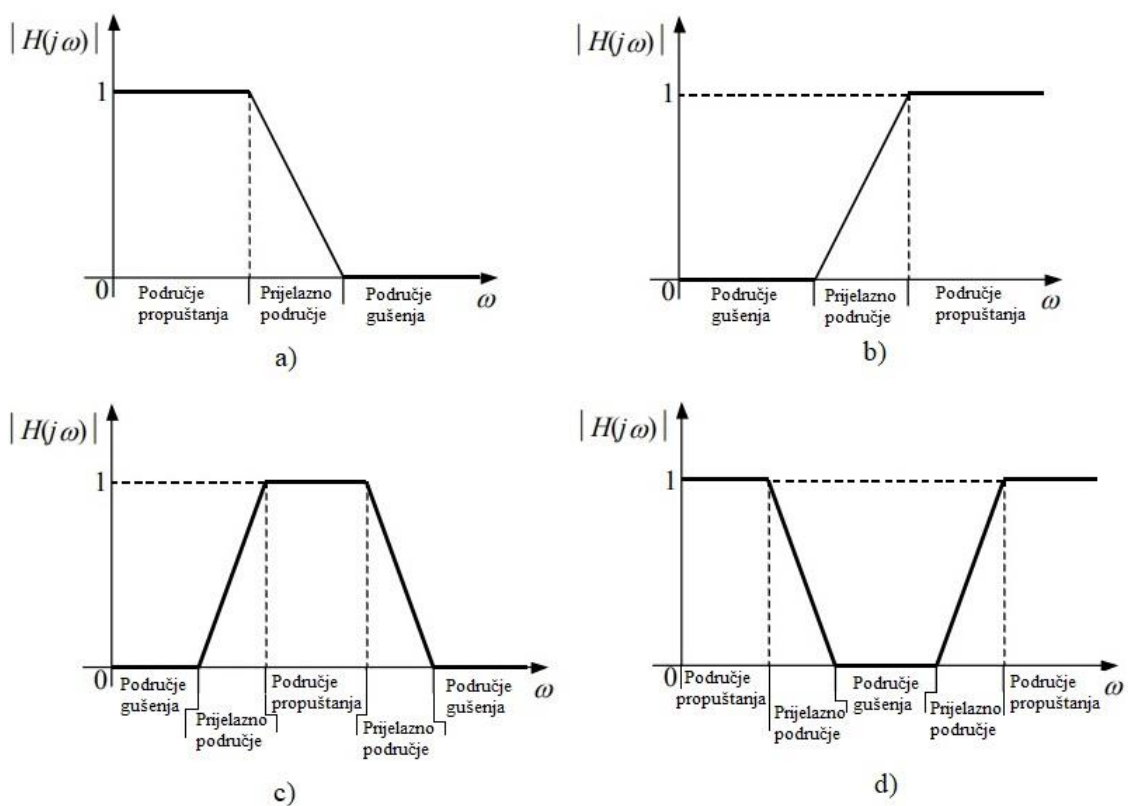 |H(jω)|
1
0
Područje
propuštanja
Prijelazno
područje
Područje
gušenja
ω
a)
|H(jω)|
1
0
Područje
gušenja
Prijelazno
područje
Područje
propuštanja
ω
b)
|H(jω)|
1
0
Područje
gušenja
Prijelazno
područje
Područje
propuštanja
Prijelazno
područje
Područje
gušenja
ω
c)
|H(jω)|
1
0
Područje
propuštanja
Prijelazno
područje
Područje
gušenja
Prijelazno
područje
Područje
propuštanja
ω
d)